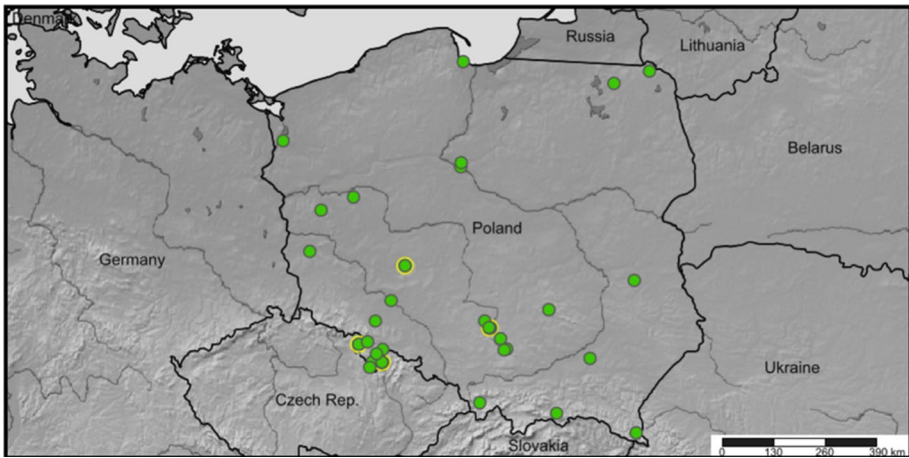 Denmark
Russia
Lithuania
Belarus
Poland
Germany
Ukraine
Czech Rep.
Slovakia
0 130 260 390 km